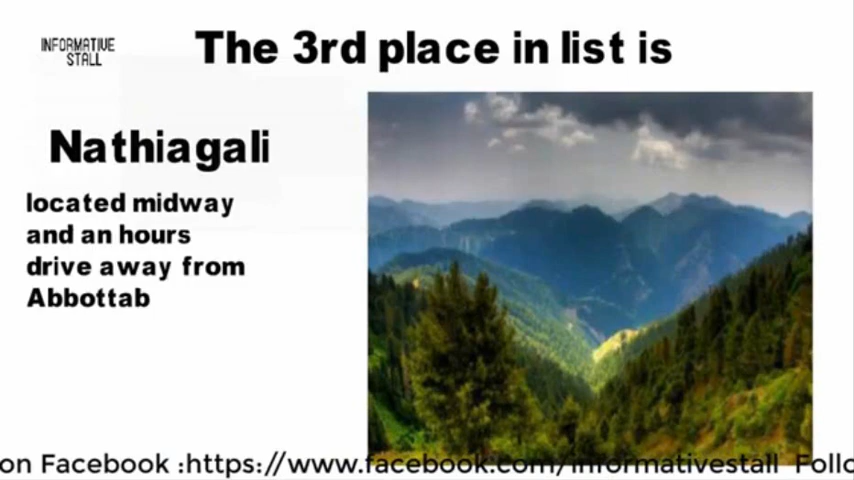 INFORMATIVE
STALL
The 3rd place in list is
Nathiagali
located midway
and an hours
drive away from
Abbottab
on Facebook :https://www.facebook.com/informativestall Follo